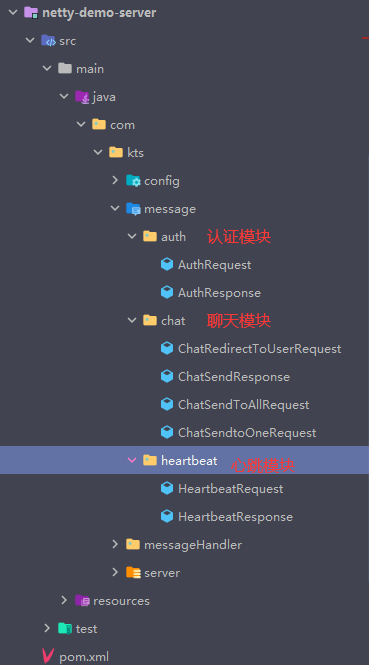 netty-demo-server
src
main
java
com
kts
config
message
auth 认证模块
AuthRequest
AuthResponse
chat 聊天模块
ChatRedirectToUserRequest
ChatSendResponse
ChatSendToAllRequest
ChatSendtoOneRequest
heartbeat 心跳模块
HeartbeatRequest
HeartbeatResponse
messageHandler
server
resources
test
pom.xml